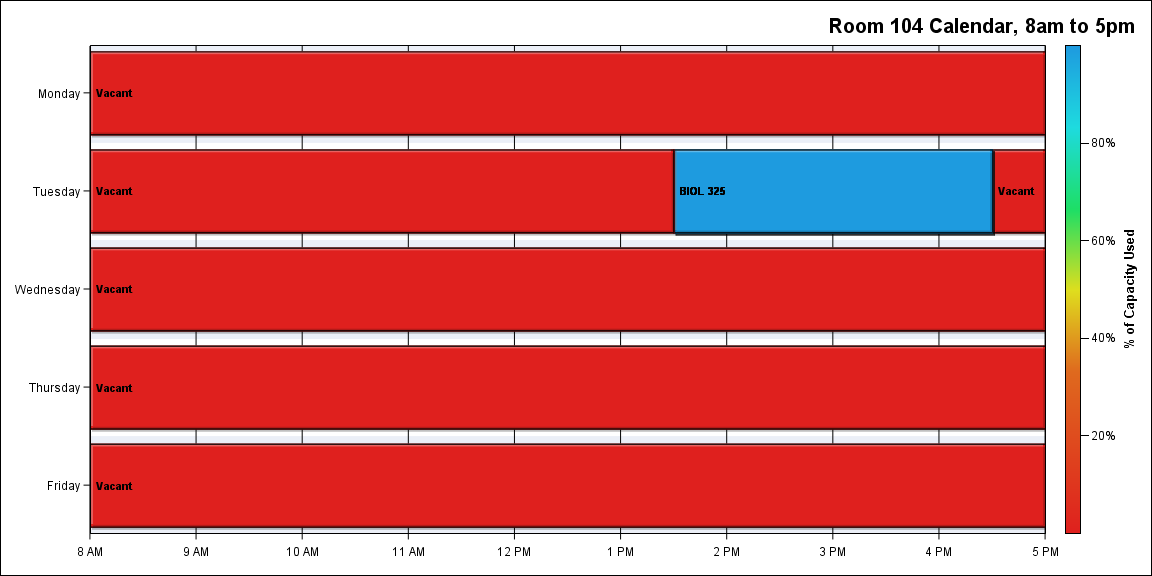 Room 104 Calendar, 8am to 5pm
Monday
Vacant
Tuesday
Vacant
BIOL 325
Vacant
Wednesday
Vacant
Thursday
Vacant
Friday
Vacant
8 AM 9 AM 10 AM 11 AM 12 PM 1 PM 2 PM 3 PM 4 PM 5 PM
80%
60%
40%
20%
% of Capacity Used